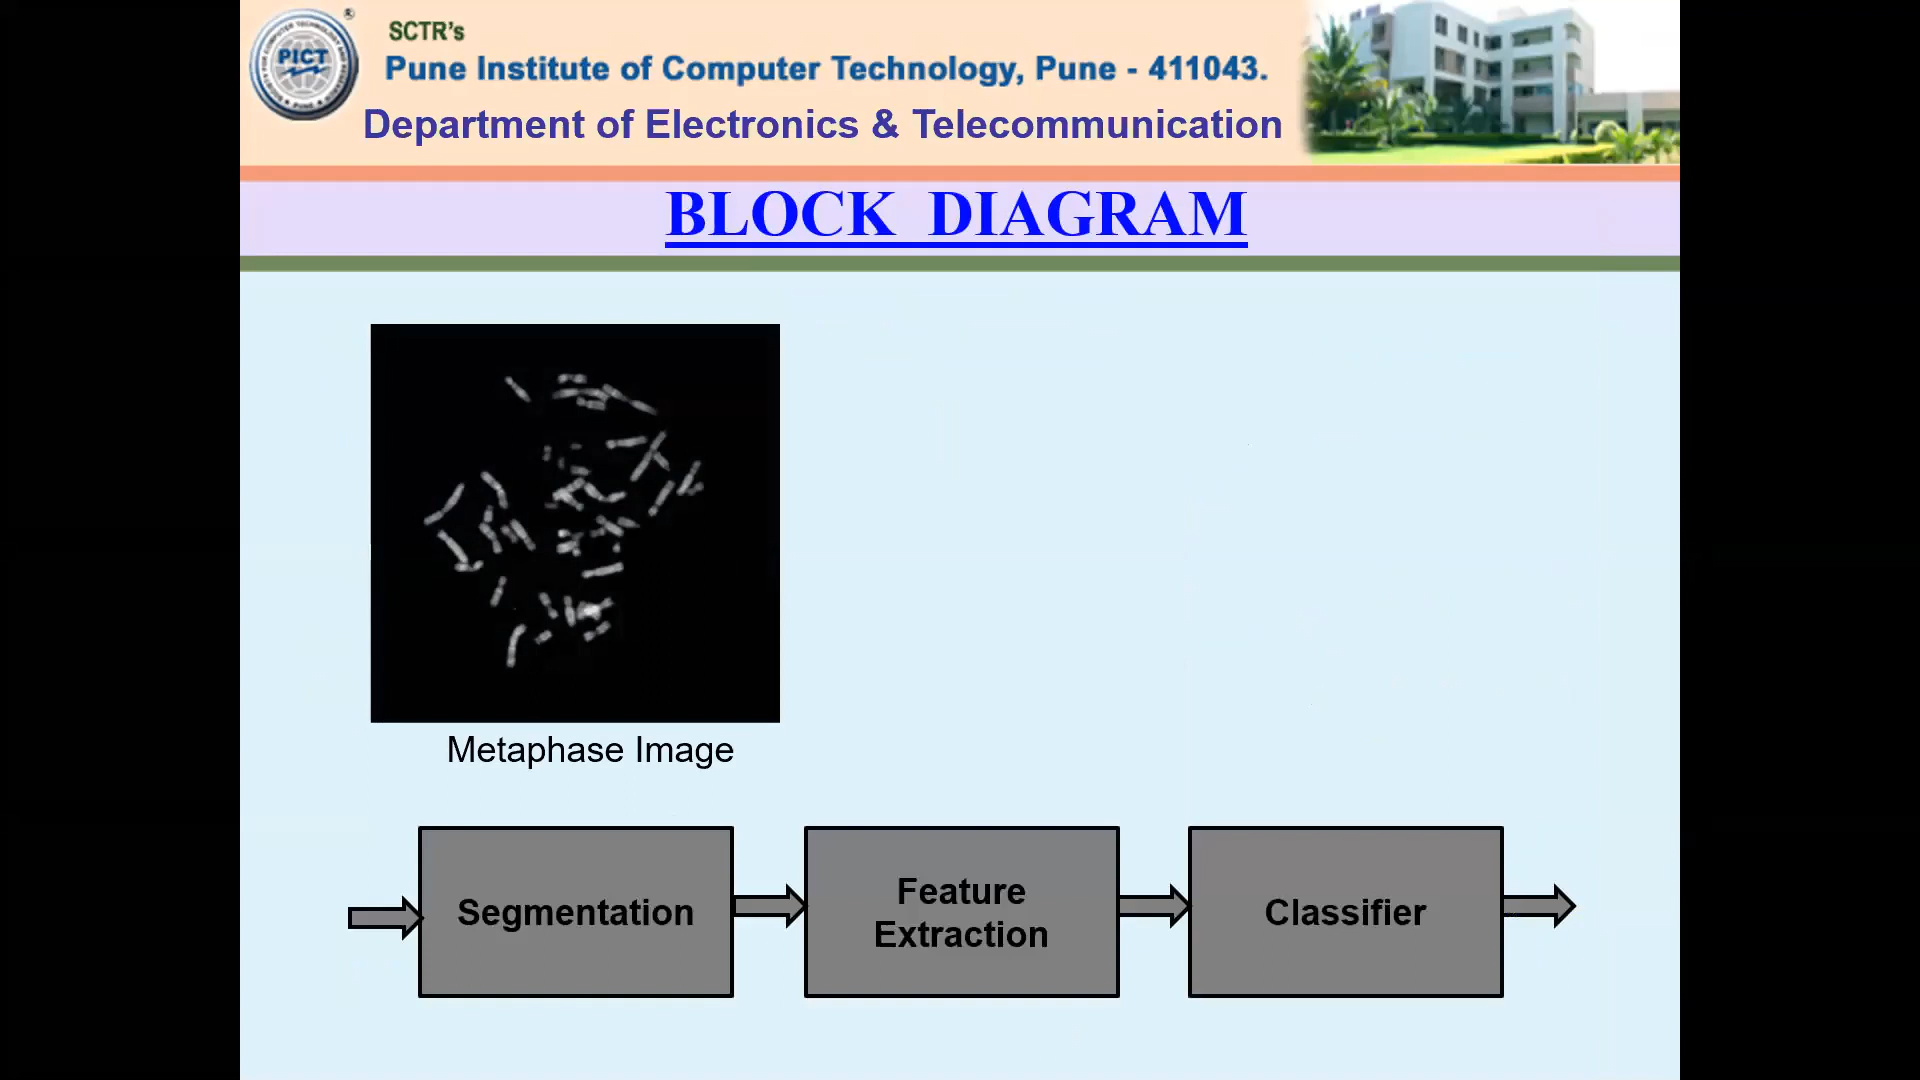 PICT
®
SCTR's
Pune Institute of Computer Technology, Pune - 411043.
Department of Electronics & Telecommunication
BLOCK DIAGRAM
Metaphase Image
Segmentation
Feature
Extraction
Classifier